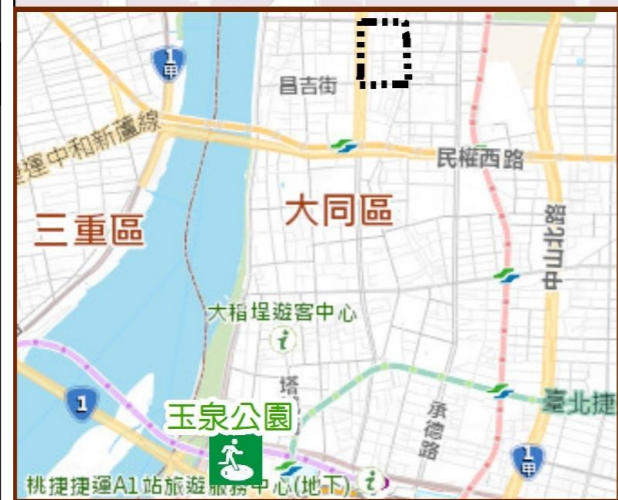 1甲
昌吉街
捷運中和新蘆線
民權西路
三重區
大同區
中山北路
大稻埕遊客中心
i
塔
1
玉泉公園
臺北捷
承德路
1甲
桃捷捷運A1站旅遊服務中心(地下)
i